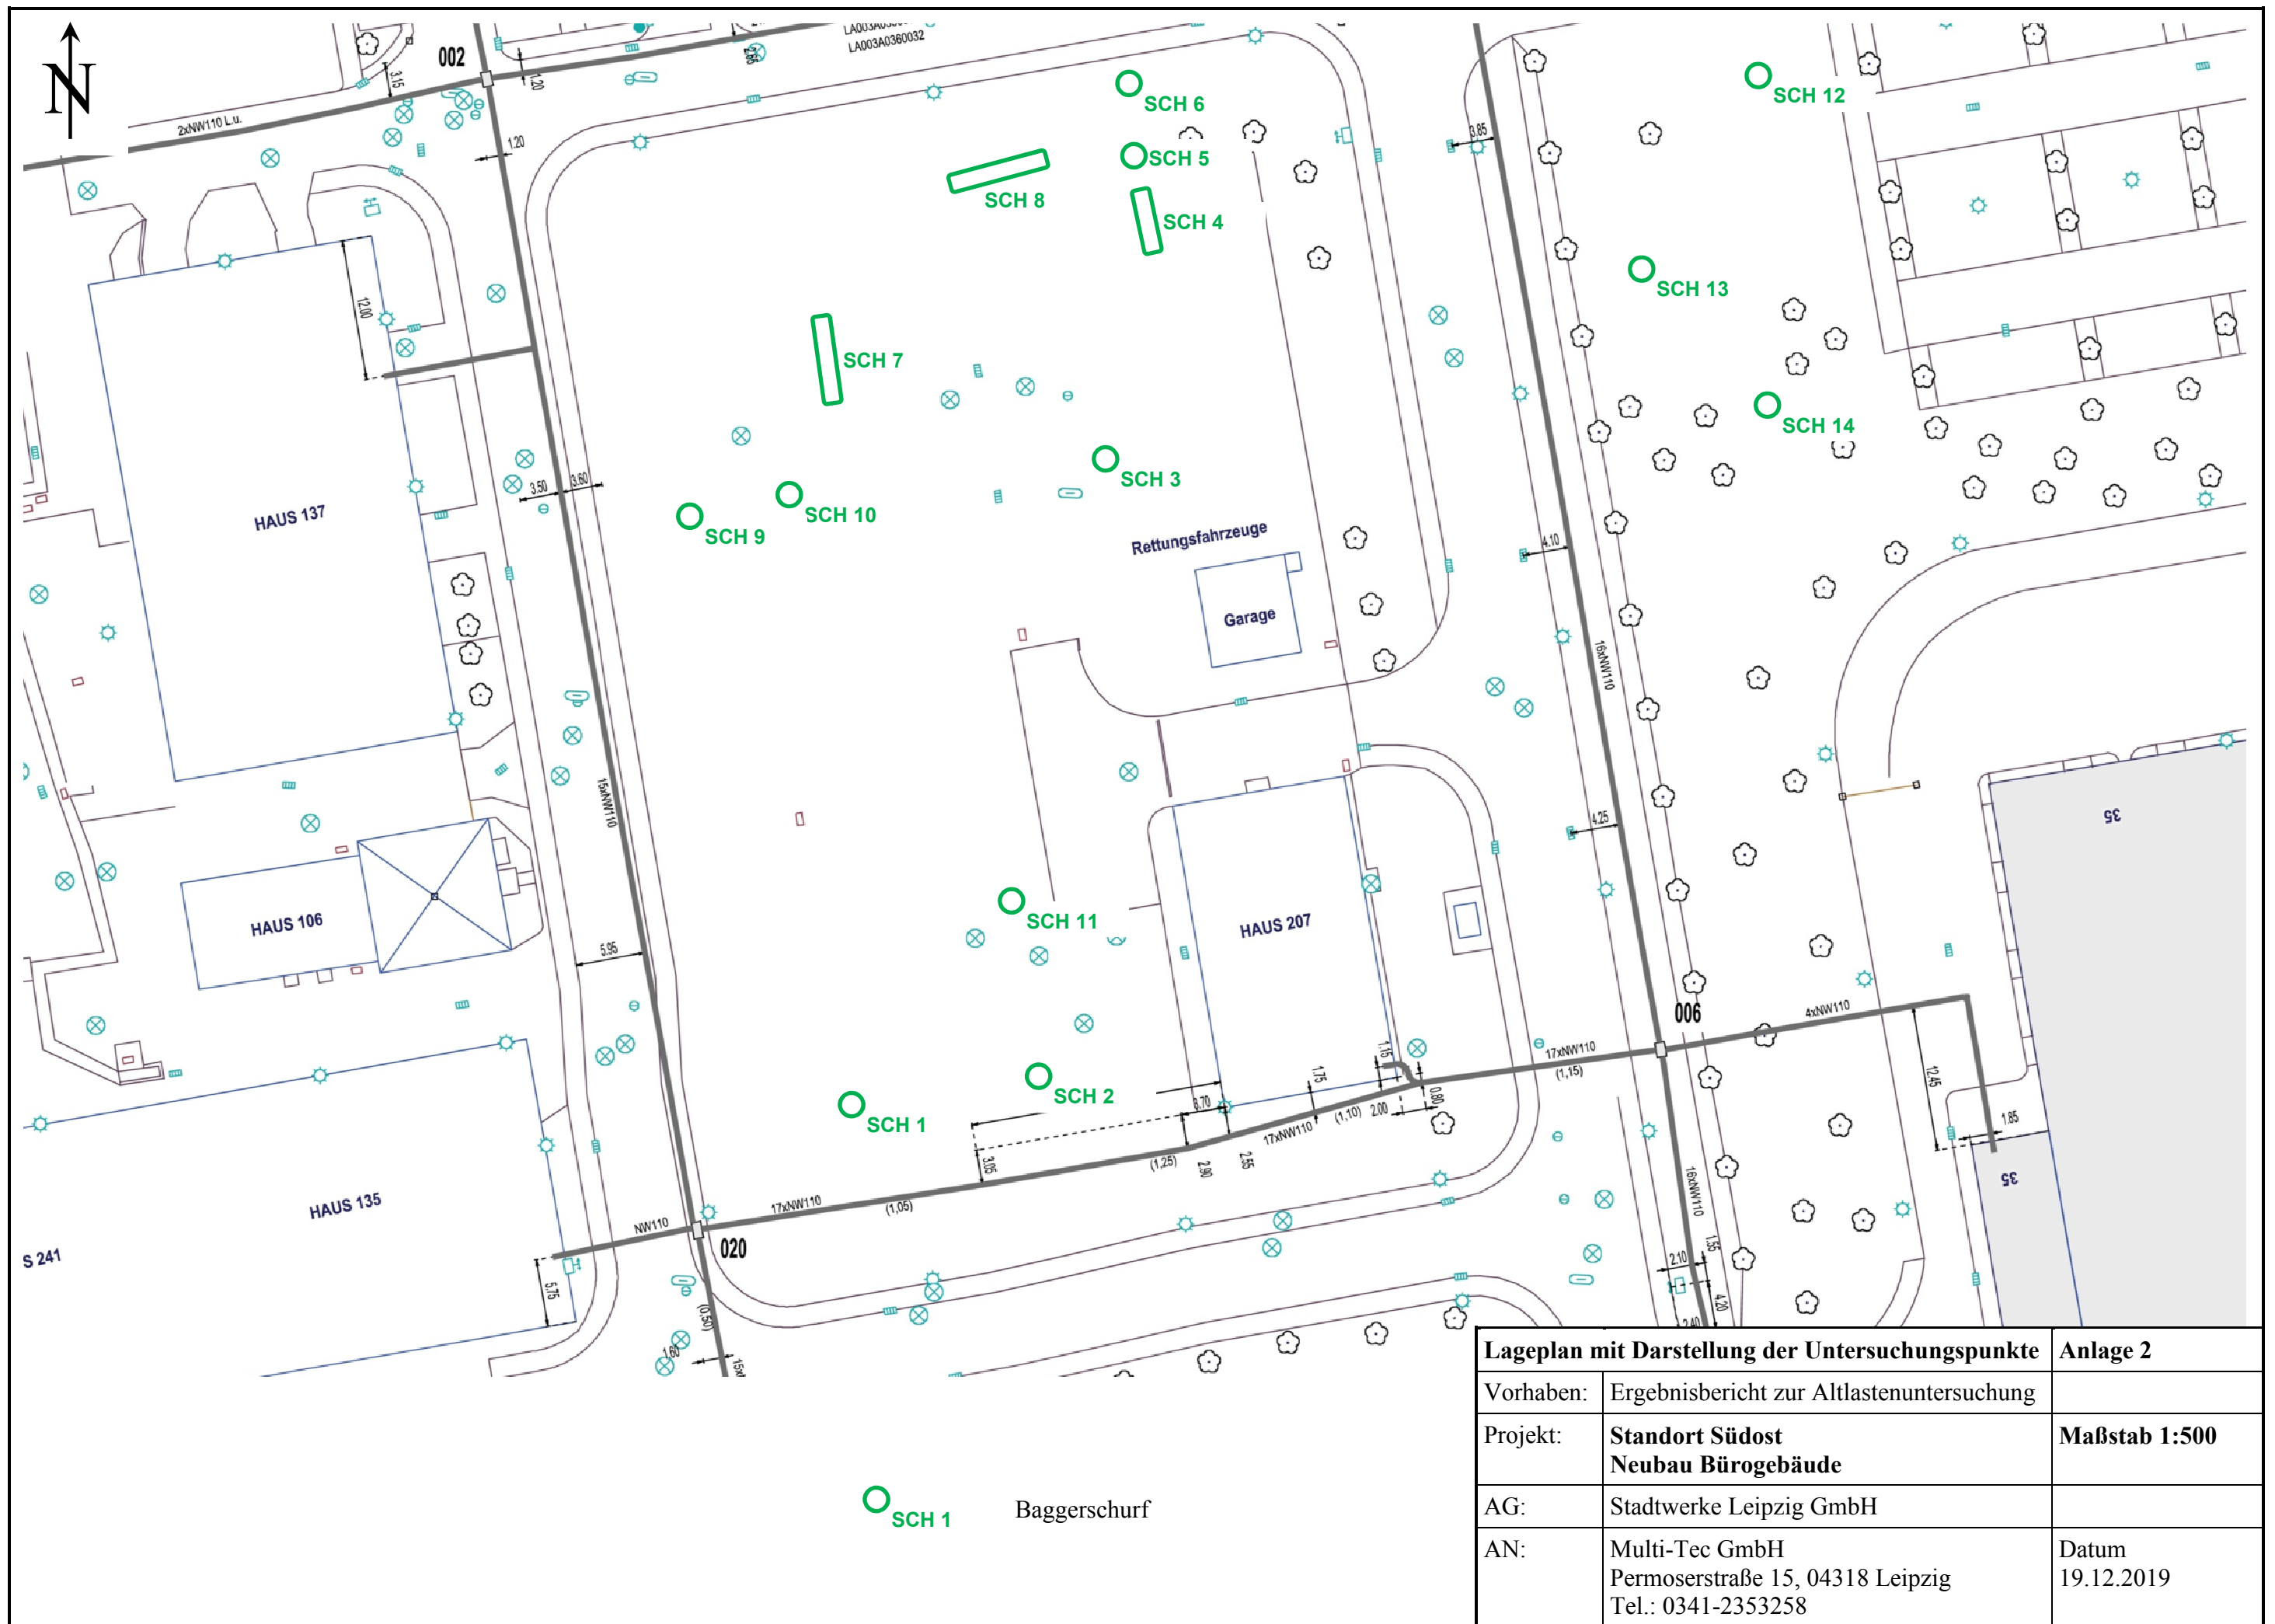 N
002
LA003A0360032
3.15
1.20
2xNW110 L.u.
1.20
SCH 6
SCH 12
3.85
SCH 5
SCH 8
SCH 4
SCH 13
12.00
SCH 7
SCH 14
SCH 3
3.50
3.60
SCH 10
SCH 9
HAUS 137
Rettungsfahrzeuge
4.10
Garage
16xNW110
15xNW110
4.25
35
HAUS 106
SCH 11
HAUS 207
5.95
006
4xNW110
17xNW110
(1,15)
1.15
1.75
12.45
SCH 2
SCH 1
0.80
(1,10)
2.00
17xNW110
1.85
3.05
(1,25)
2.90
2.55
35
16xNW110
HAUS 135
17xNW110
(1,05)
NW110
020
S 241
5.75
(0,50)
1.60
2.10
1.55
4.20
2.40
Lageplan mit Darstellung der Untersuchungspunkte Anlage 2
Vorhaben: Ergebnisbericht zur Altlastenuntersuchung
Projekt: Standort Südost Maßstab 1:500
Neubau Bürogebäude
AG: Stadtwerke Leipzig GmbH
AN: Multi-Tec GmbH Datum
Permoserstraße 15, 04318 Leipzig 19.12.2019
Tel.: 0341-2353258
SCH 1 Baggerschurf